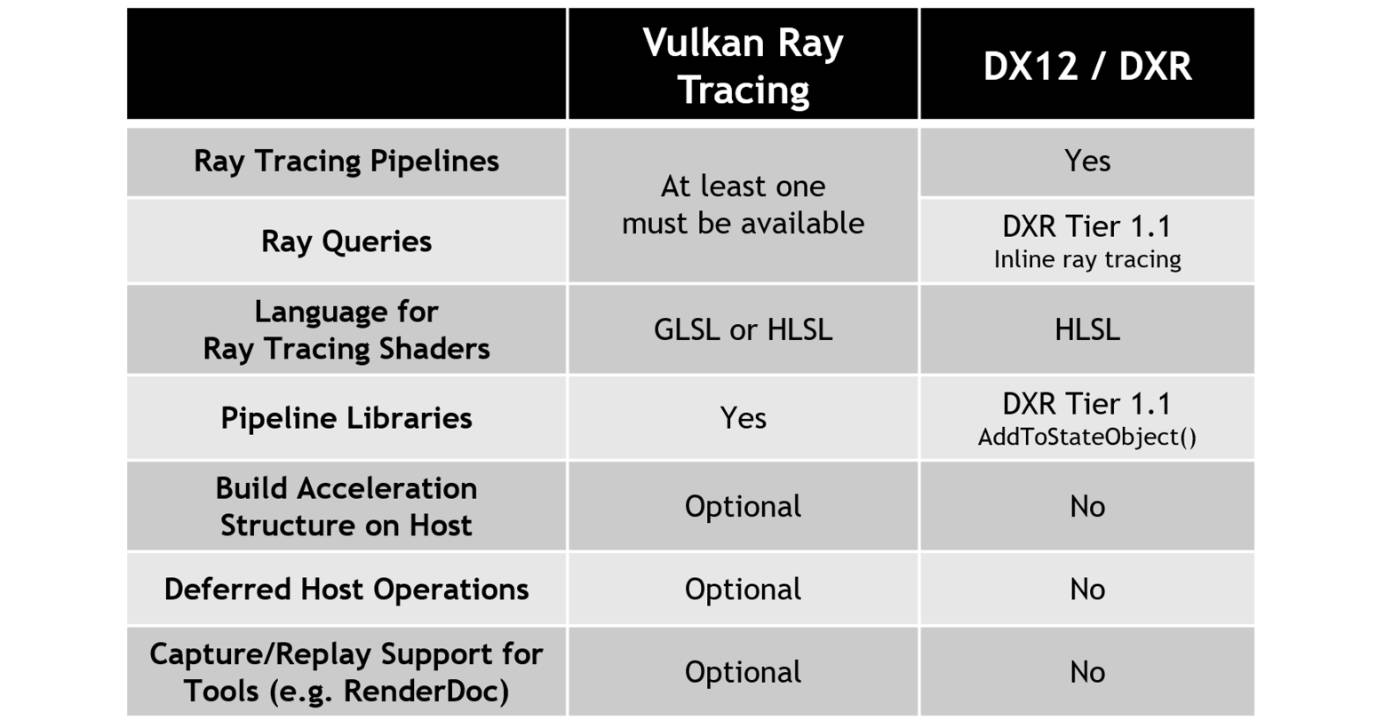 Vulkan Ray
Tracing
DX12 / DXR
Ray Tracing Pipelines
At least one
must be available
Yes
Ray Queries
DXR Tier 1.1
Inline ray tracing
Language for
Ray Tracing Shaders
GLSL or HLSL
HLSL
Pipeline Libraries
Yes
DXR Tier 1.1
AddToStateObject()
Build Acceleration
Structure on Host
Optional
No
Deferred Host Operations
Optional
No
Capture/Replay Support for
Tools (e.g. RenderDoc)
Optional
No